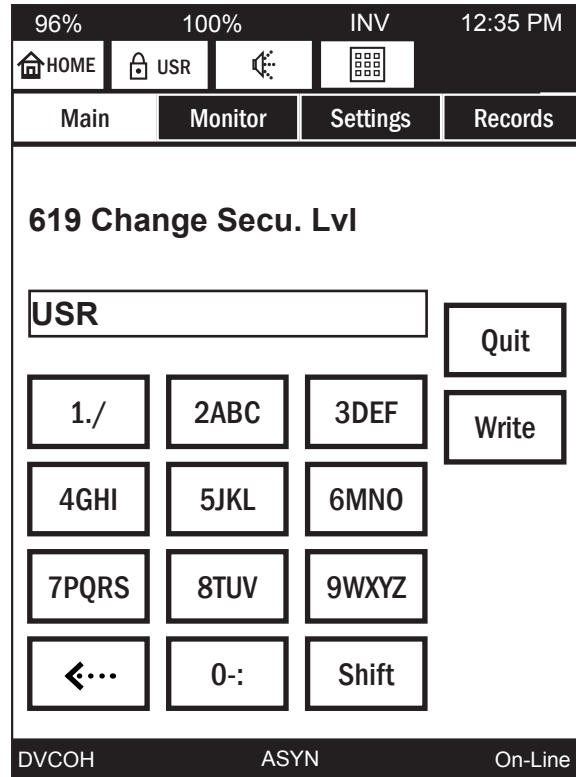 96% 100% INV 12:35 PM
HOME USR
Main Monitor Settings Records
619 Change Secu. Lvl
USR
Quit
1./ 2ABC 3DEF
Write
4GHI 5JKL 6MNO
7PQRS 8TUV 9WXYZ
0-: Shift
DVCOH ASYN On-Line